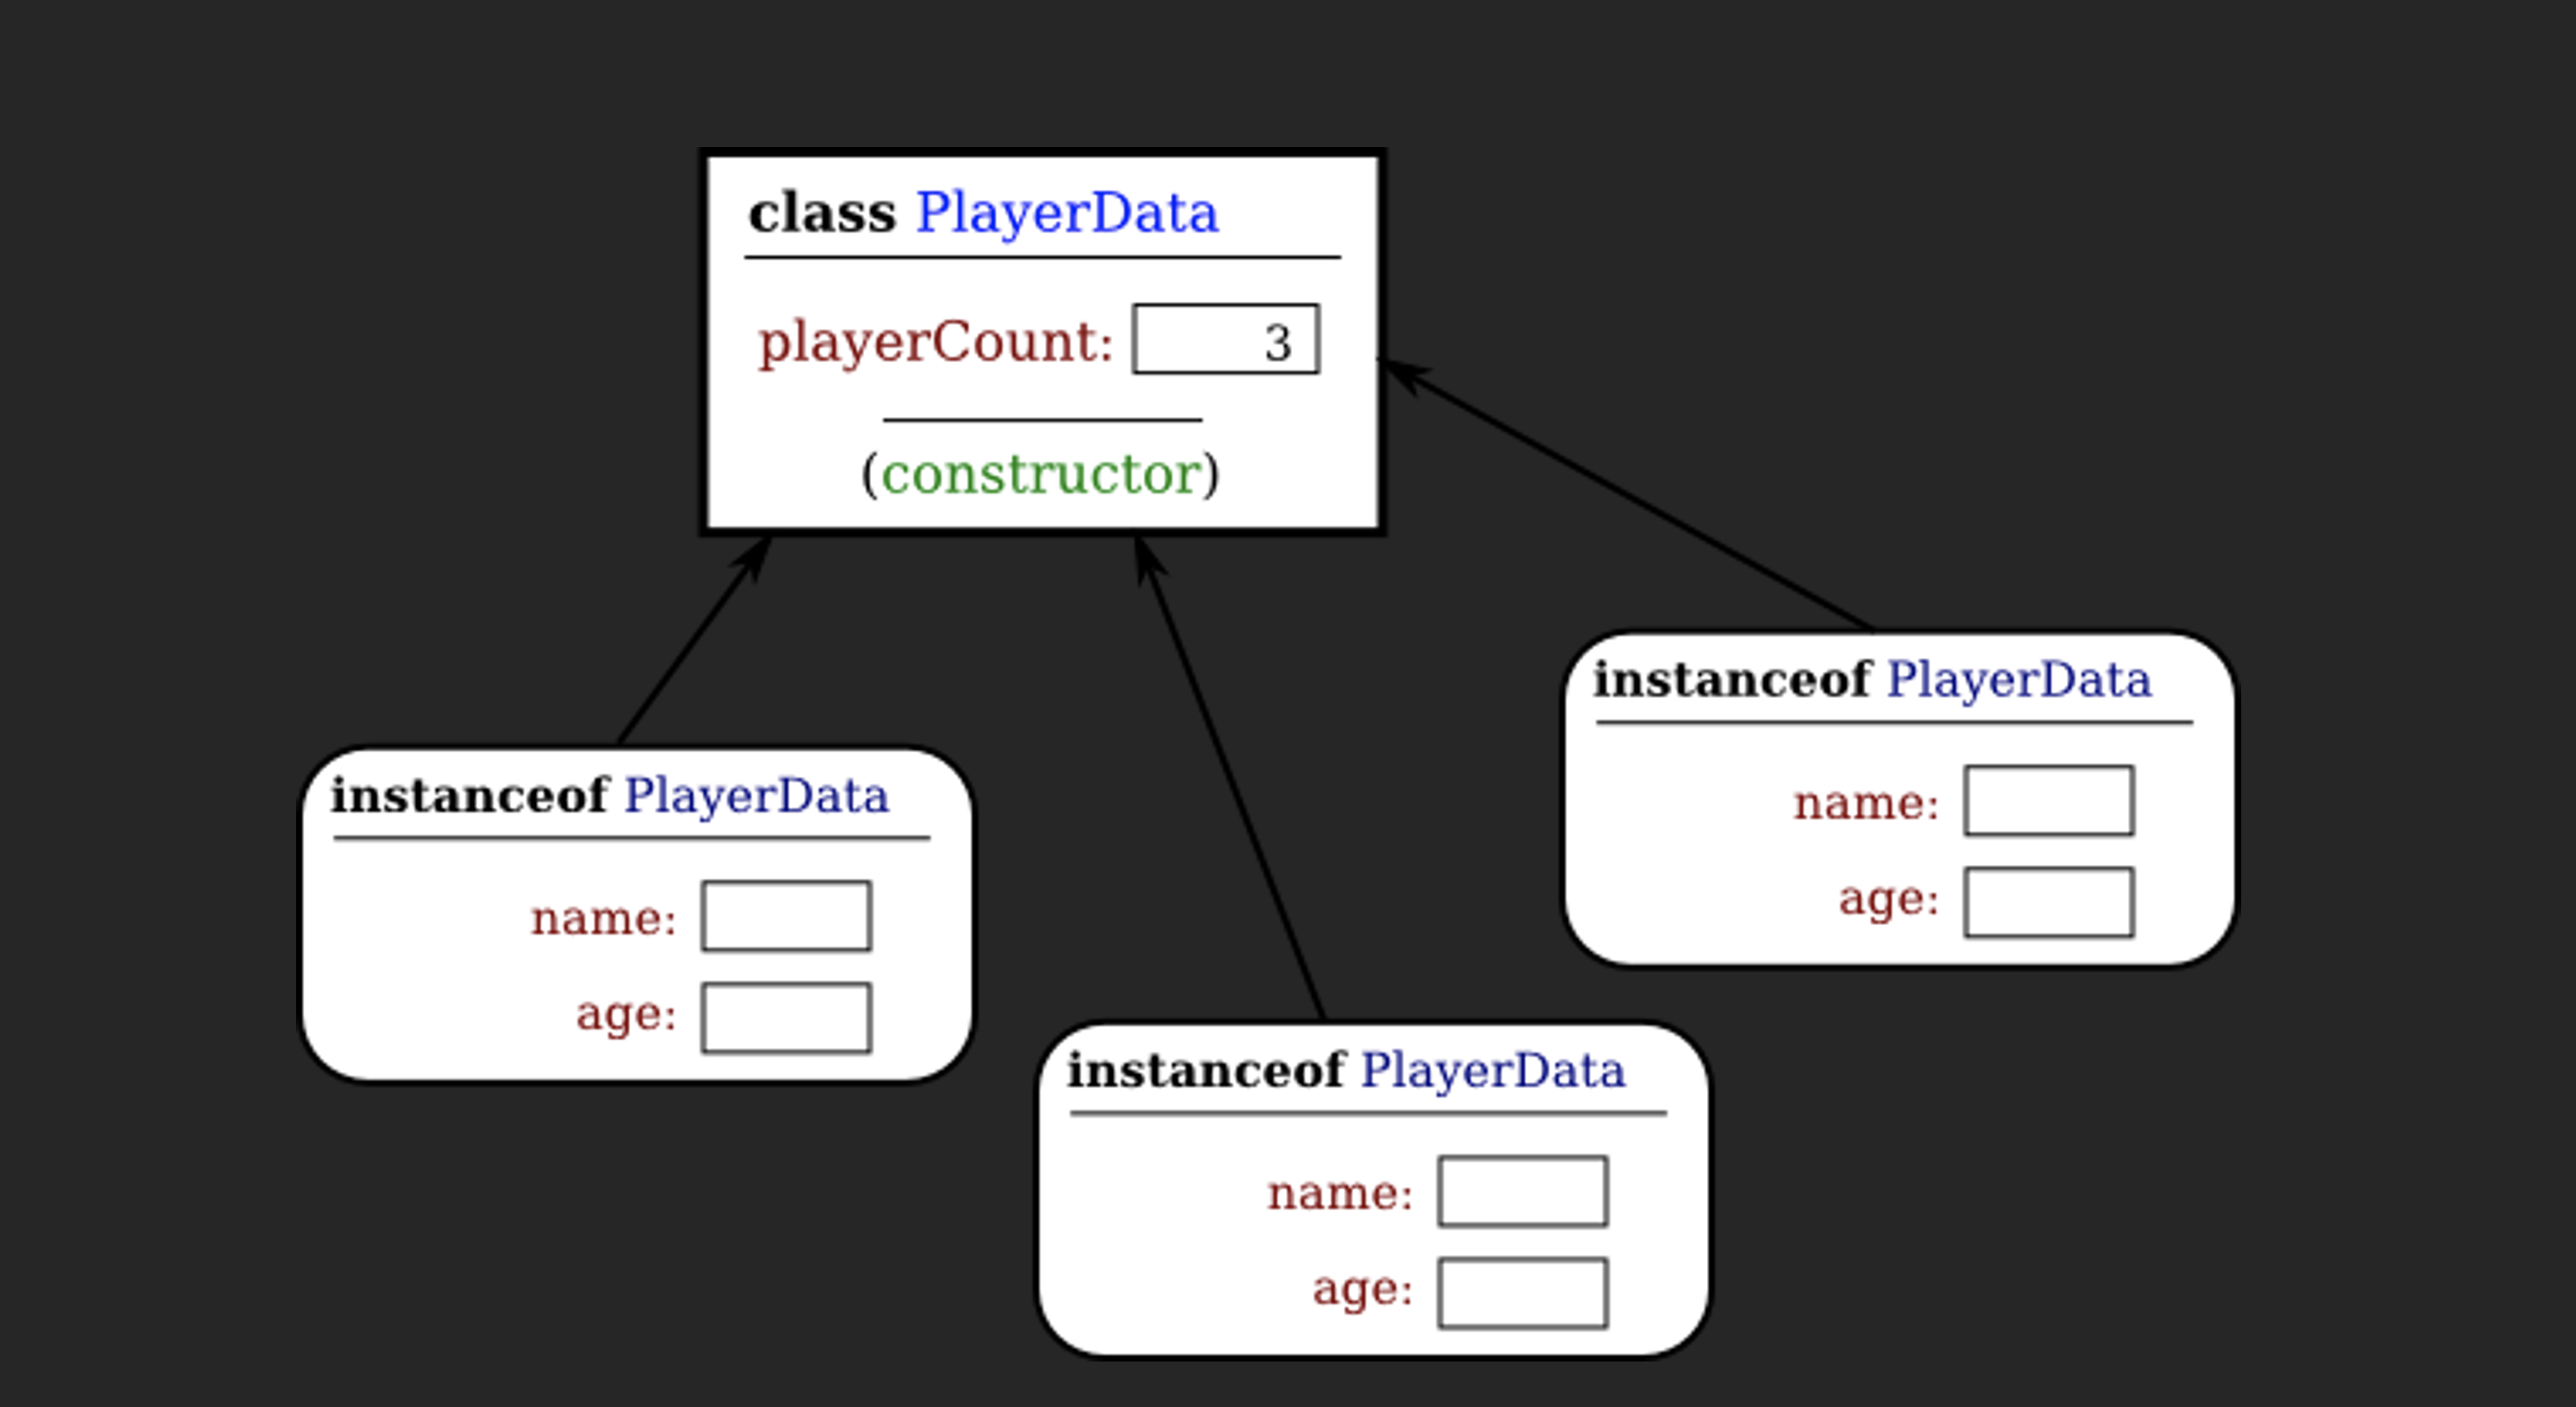 class PlayerData
playerCount: 3
(constructor)
instanceof PlayerData
name:
age:
instanceof PlayerData
name:
age:
instanceof PlayerData
name:
age: